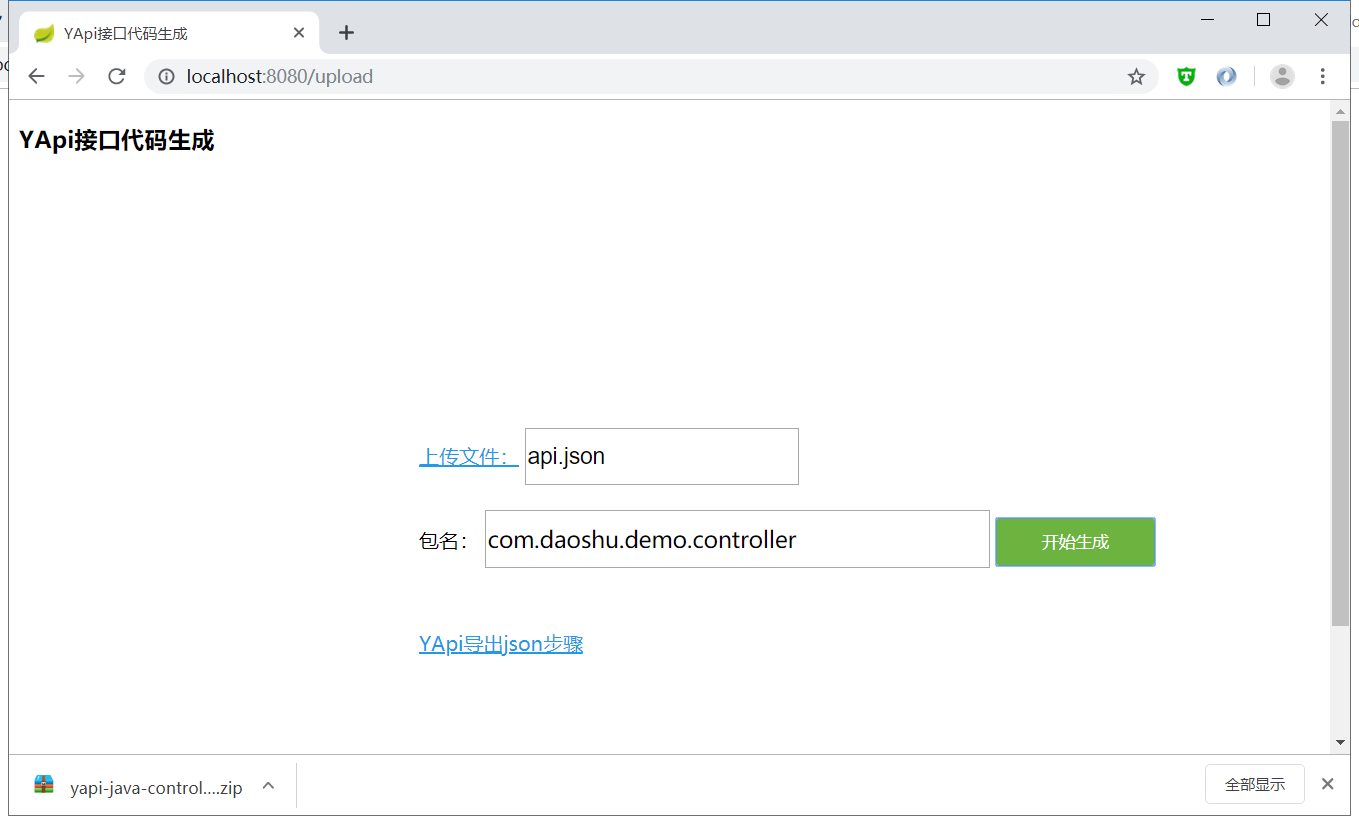 YApi接口代码生成
localhost:8080/upload
YApi接口代码生成
上传文件： api.json
包名： com.daoshu.demo.controller 开始生成
YApi导出json步骤
yapi-java-control....zip 全部显示